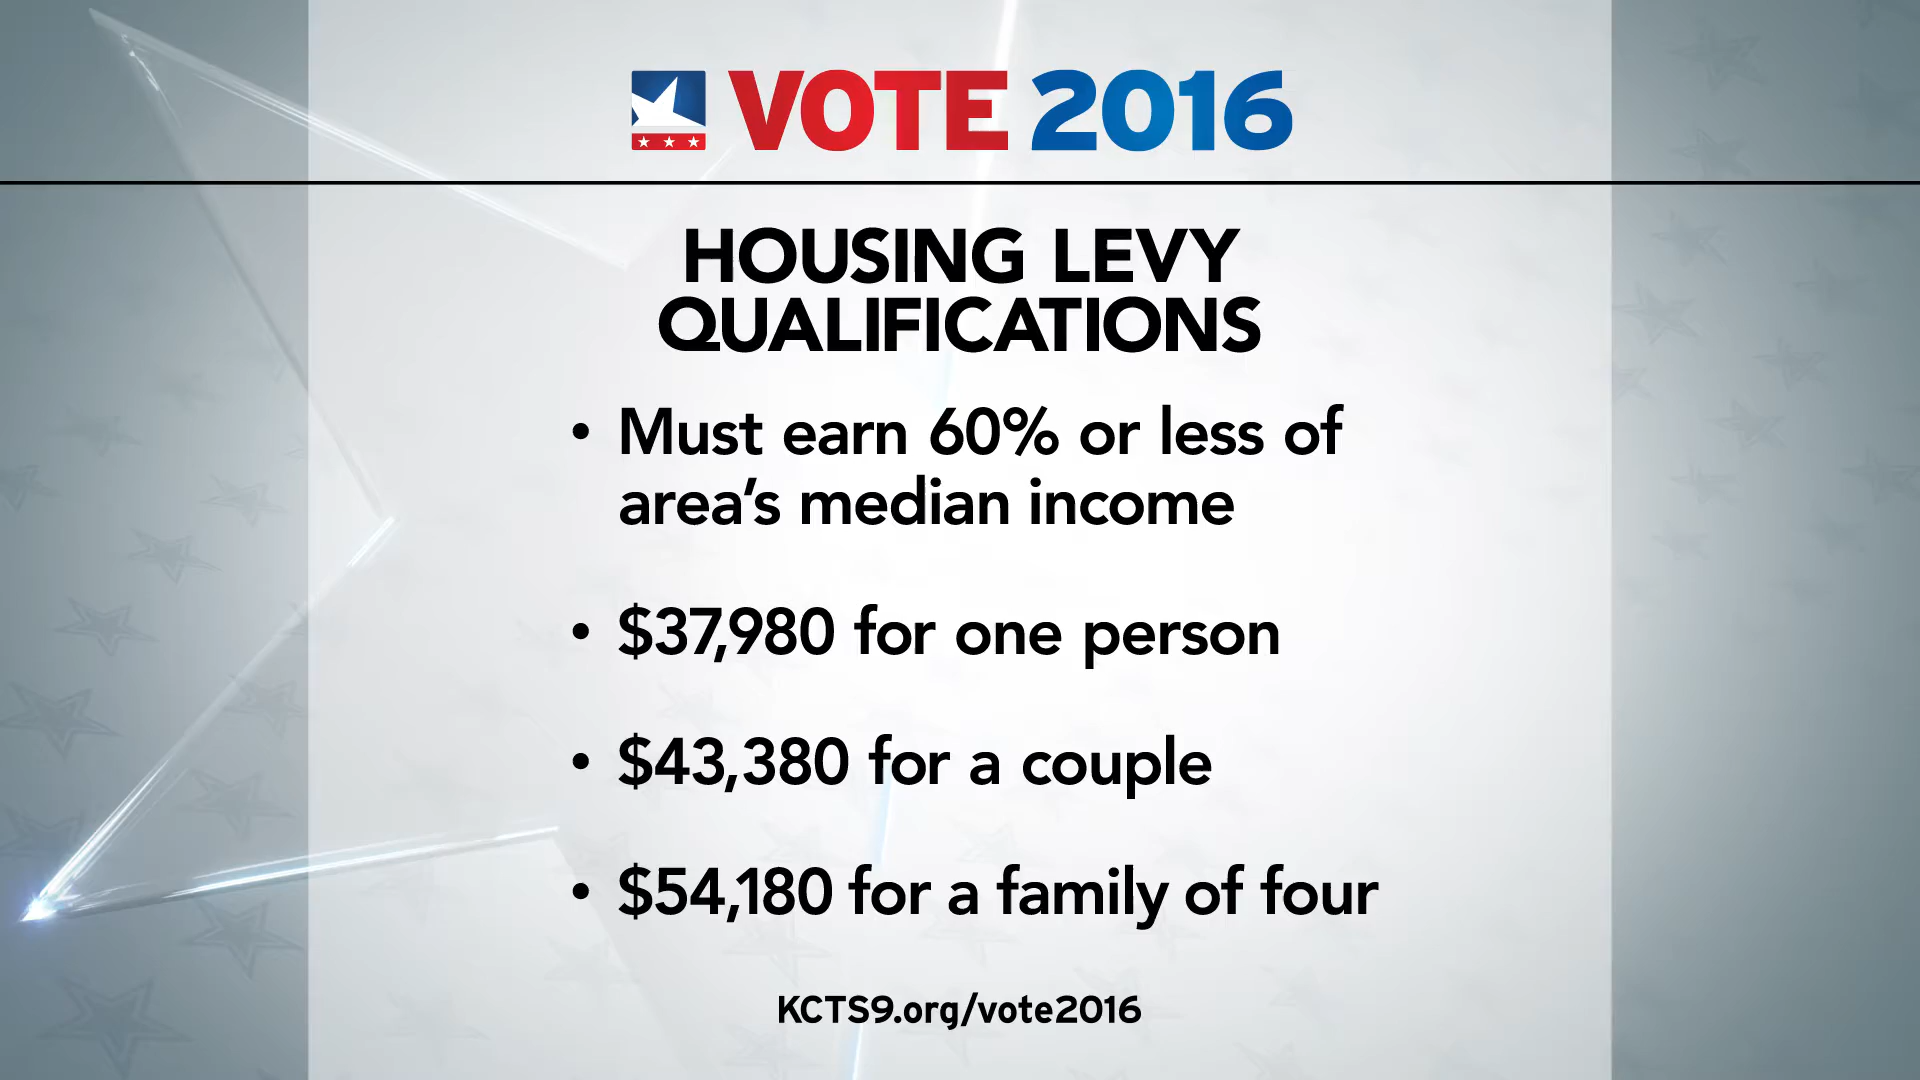 VOTE 2016
HOUSING LEVY
QUALIFICATIONS
• Must earn 60% or less of
area’s median income
• $37,980 for one person
• $43,380 for a couple
• $54,180 for a family of four
KCTS9.org/vote2016